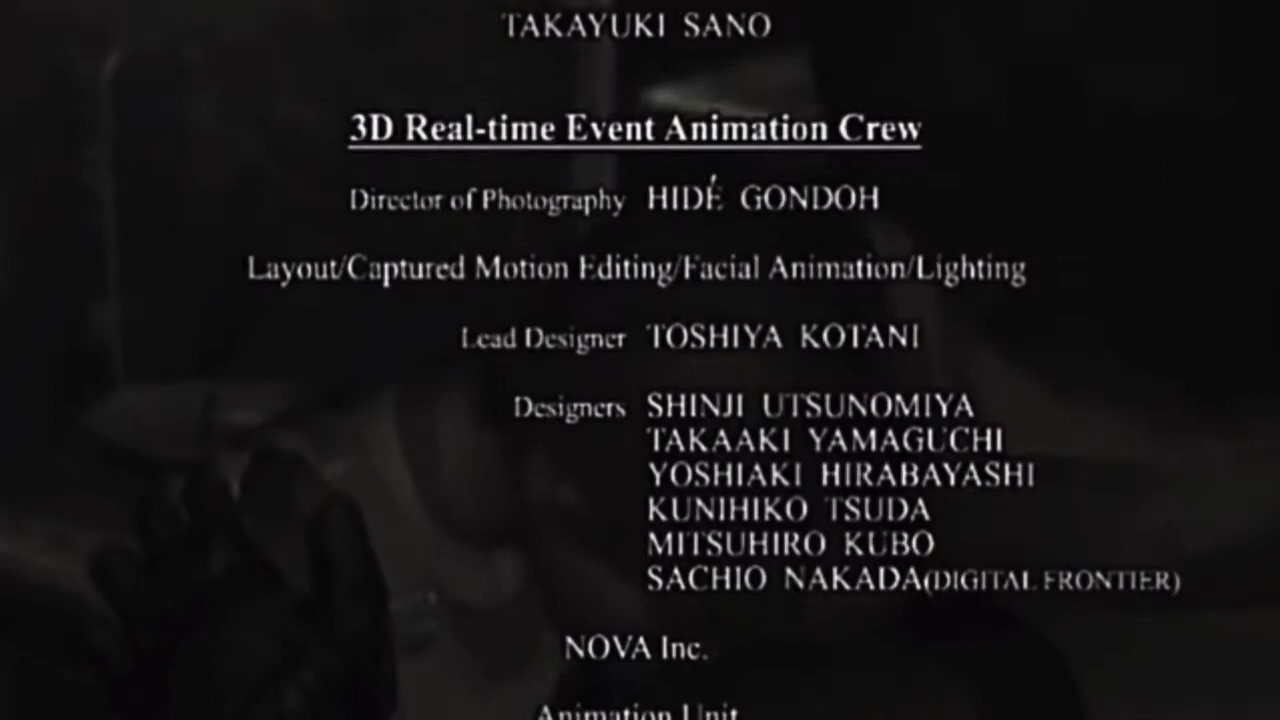 TAKAYUKI SANO
3D Real-time Event Animation Crew
Director of Photography HIDÉ GONDOH
Layout/Captured Motion Editing/Facial Animation/Lighting
Lead Designer TOSHIYA KOTANI
Designers SHINJI UTSUNOMIYA
TAKAAKI YAMAGUCHI
YOSHIAKI HIRABAYASHI
KUNIHIKO TSUDA
MITSUHIRO KUBO
SACHIO NAKADA(DIGITAL FRONTIER)
NOVA Inc.
Animation Unit